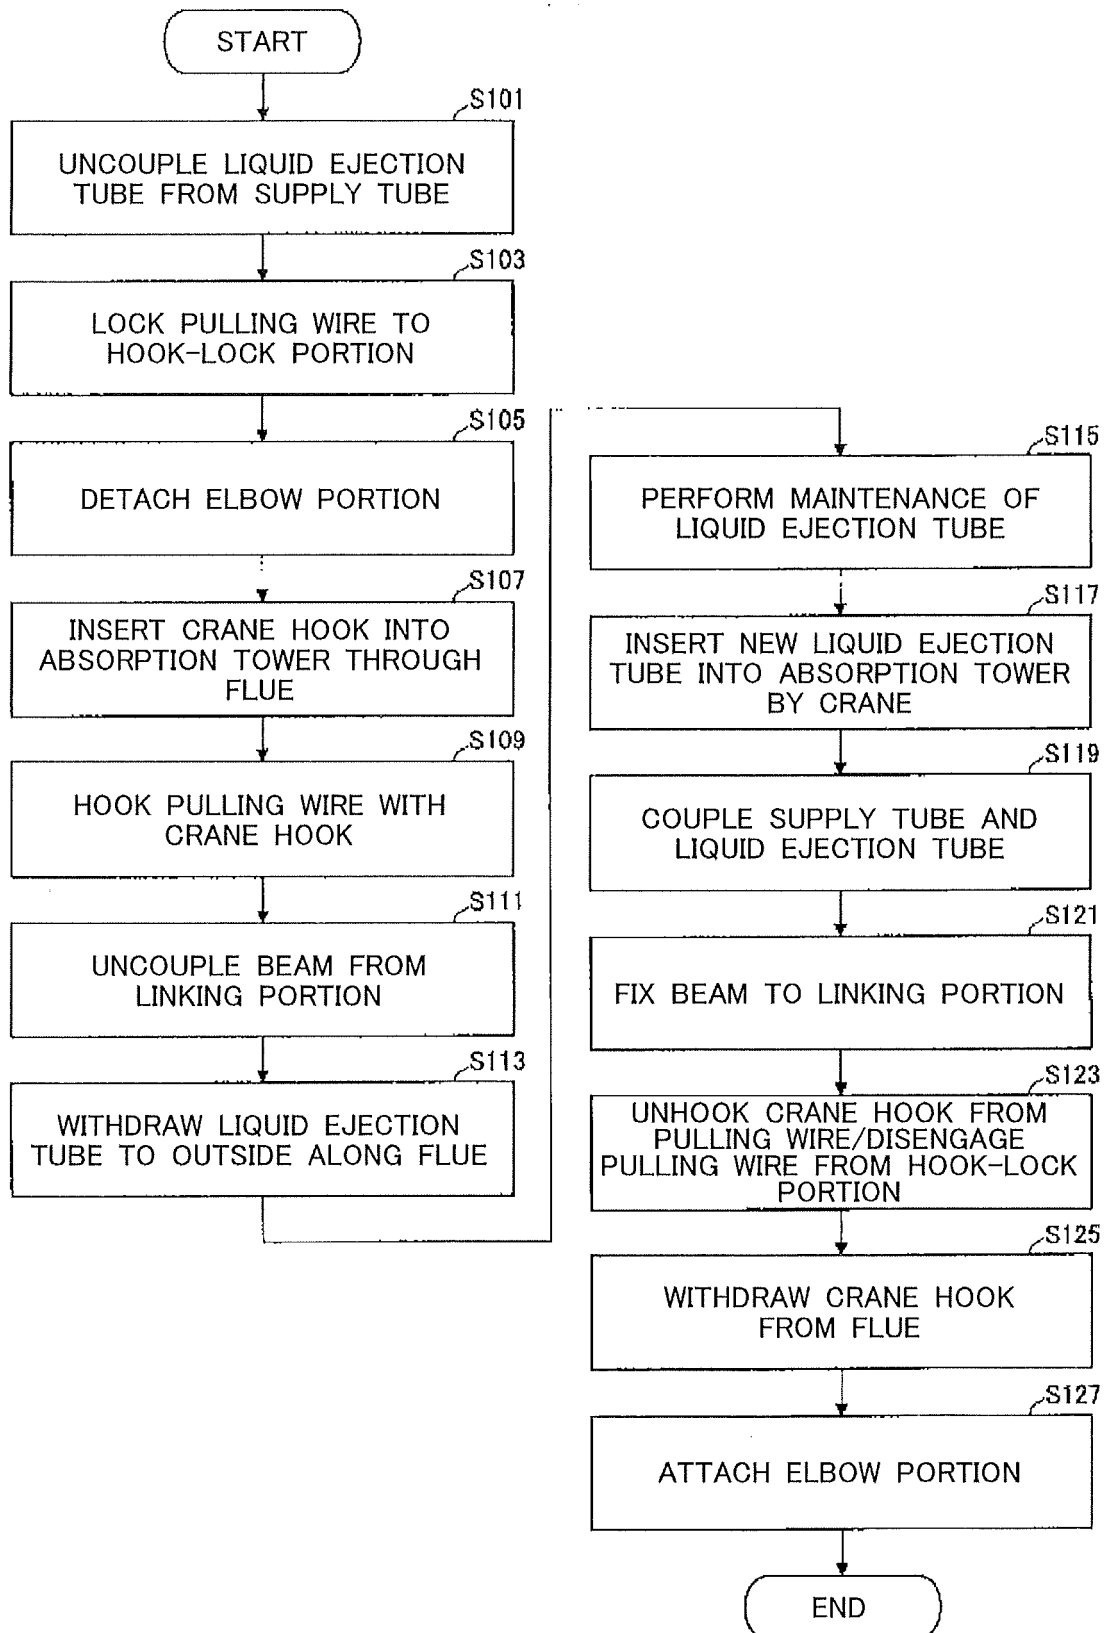 START
S101
UNCOUPLE LIQUID EJECTION
TUBE FROM SUPPLY TUBE
S103
LOCK PULLING WIRE TO
HOOK-LOCK PORTION
S105
DETACH ELBOW PORTION
S107
INSERT CRANE HOOK INTO
ABSORPTION TOWER THROUGH
FLUE
S109
HOOK PULLING WIRE WITH
CRANE HOOK
S111
UNCOUPLE BEAM FROM
LINKING PORTION
S113
WITHDRAW LIQUID EJECTION
TUBE TO OUTSIDE ALONG FLUE
S115
PERFORM MAINTENANCE OF
LIQUID EJECTION TUBE
S117
INSERT NEW LIQUID EJECTION
TUBE INTO ABSORPTION TOWER
BY CRANE
S119
COUPLE SUPPLY TUBE AND
LIQUID EJECTION TUBE
S121
FIX BEAM TO LINKING PORTION
S123
UNHOOK CRANE HOOK FROM
PULLING WIRE/DISENGAGE
PULLING WIRE FROM HOOK-LOCK
PORTION
S125
WITHDRAW CRANE HOOK
FROM FLUE
S127
ATTACH ELBOW PORTION
END